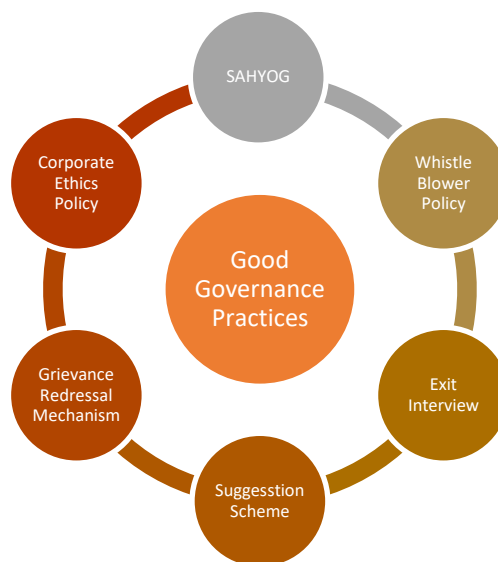 SAHYOG
Whistle
Blower
Policy
Exit
Interview
Suggesstion
Scheme
Grievance
Redressal
Mechanism
Corporate
Ethics
Policy
Good
Governance
Practices